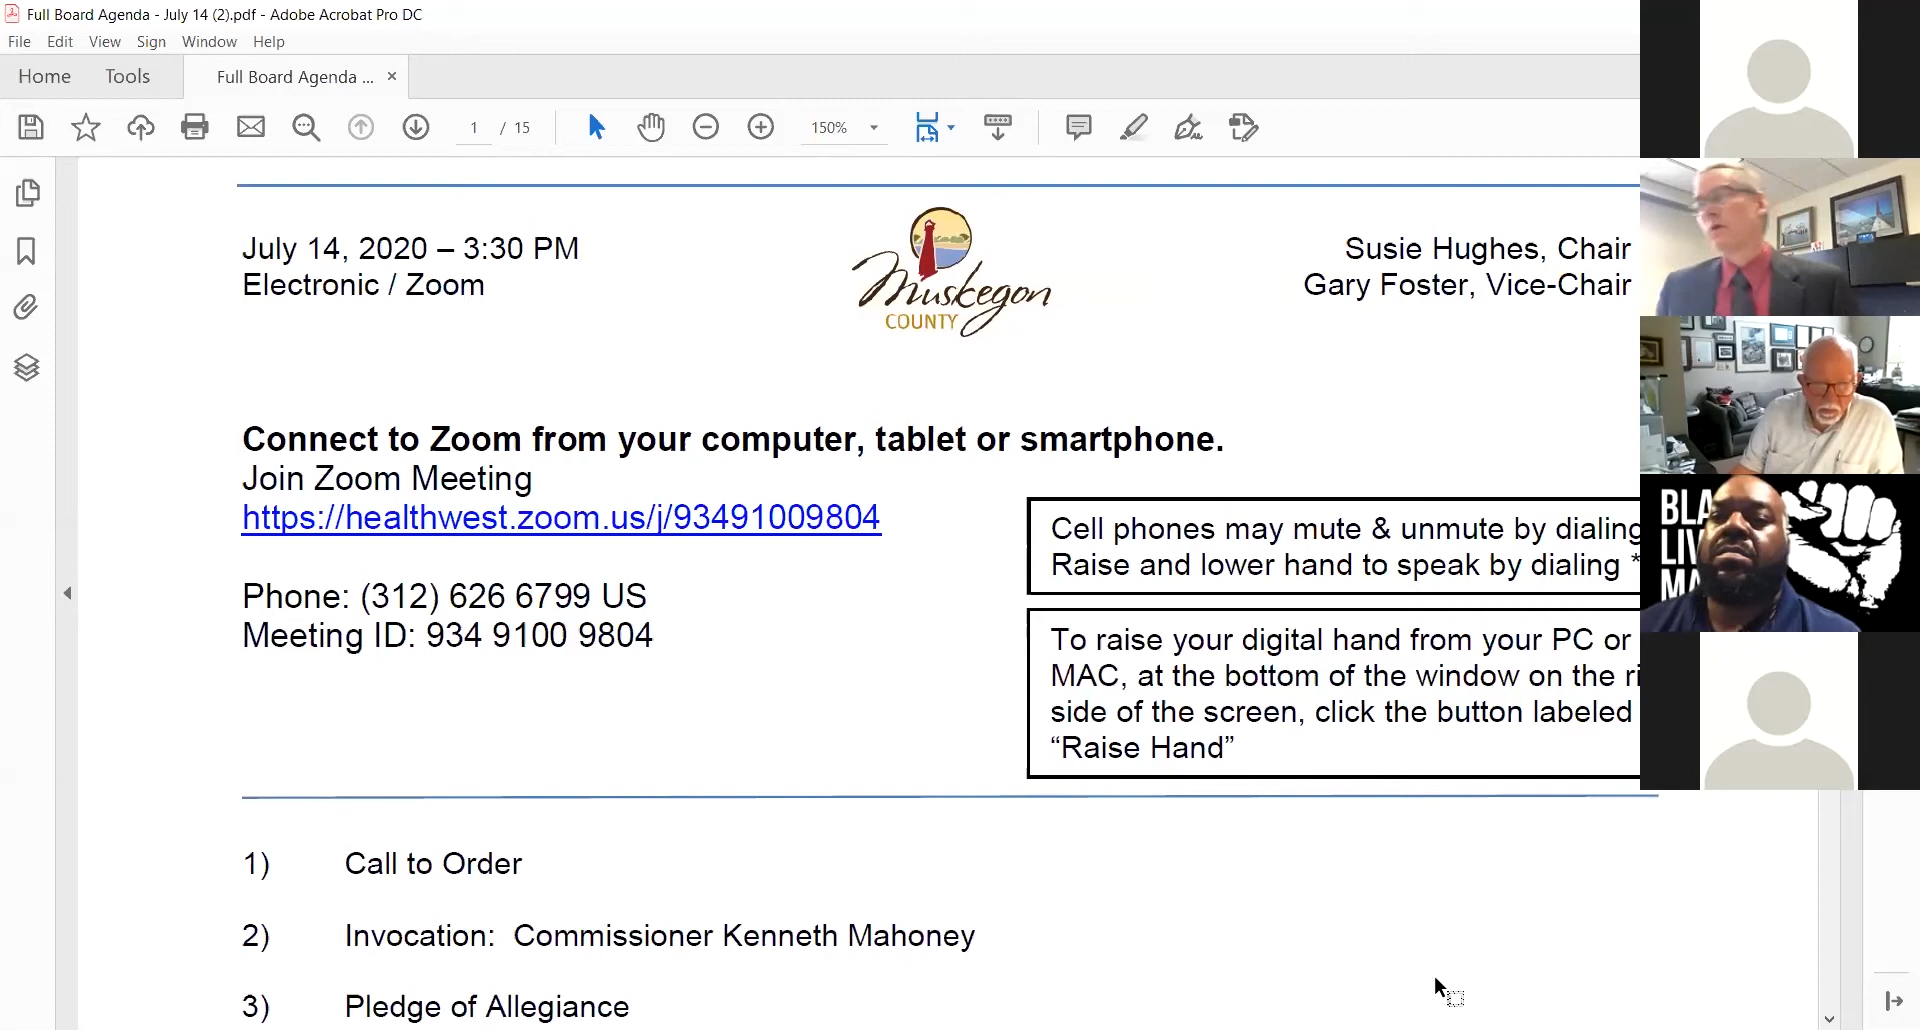 Full Board Agenda - July 14 (2).pdf - Adobe Acrobat Pro DC
File Edit View Sign Window Help
Home Tools Full Board Agenda ... ×
1 / 15 150%
July 14, 2020 – 3:30 PM
Electronic / Zoom
Muskegon
COUNTY
Susie Hughes, Chair
Gary Foster, Vice-Chair
Connect to Zoom from your computer, tablet or smartphone.
Join Zoom Meeting
https://healthwest.zoom.us/j/93491009804
Phone: (312) 626 6799 US
Meeting ID: 934 9100 9804
Cell phones may mute & unmute by dialing
Raise and lower hand to speak by dialing *
To raise your digital hand from your PC or
MAC, at the bottom of the window on the ri
side of the screen, click the button labeled
“Raise Hand”
BLA
LIV
MA
1) Call to Order
2) Invocation: Commissioner Kenneth Mahoney
3) Pledge of Allegiance